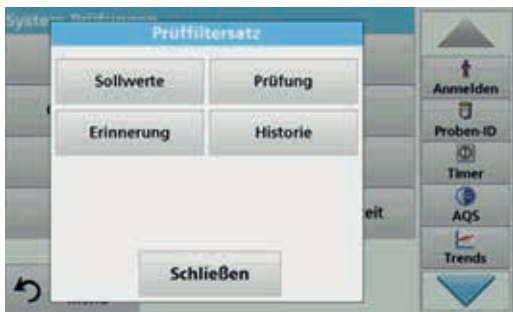 Prüffiltersatz
Sollwerte
Prüfung
Erinnerung
Historie
Schließen
eit
Anmelden
Proben-ID
Timer
AQS
Trends